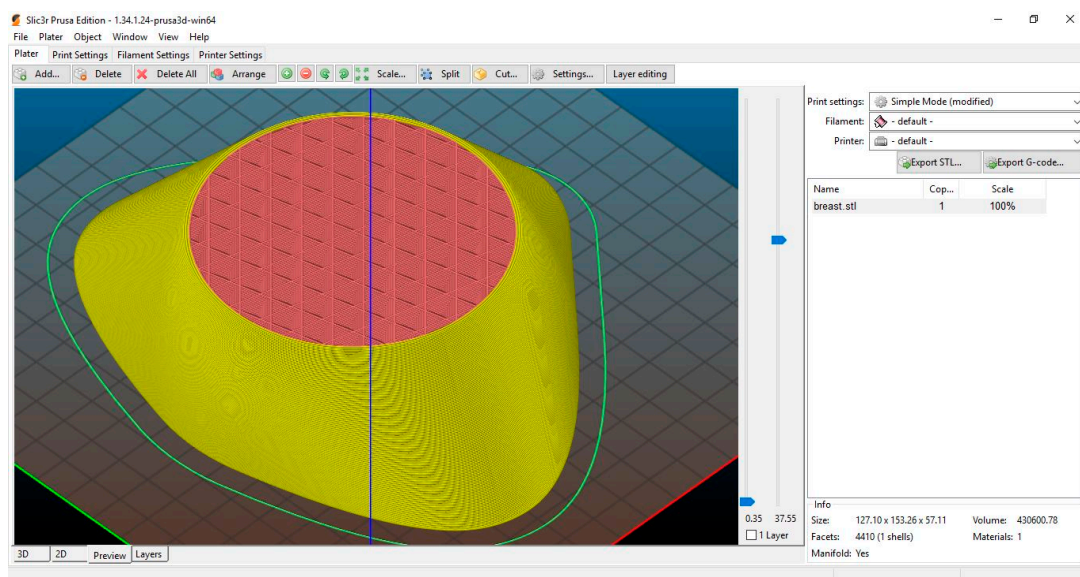 Slic3r Prusa Edition - 1.34.1.24-prusa3d-win64
File Plater Object Window View Help
Plater Print Settings Filament Settings Printer Settings
Add... Delete Delete All Arrange Scale... Split Cut... Settings... Layer editing
Print settings: Simple Mode (modified)
Filament: - default -
Printer: - default -
Export STL... Export G-code...
Name Cop... Scale
breast.stl 1 100%
Info
0.35 37.55
Size: 127.10 x 153.26 x 57.11 Volume: 430600.78
1 Layer
Facets: 4410 (1 shells) Materials: 1
Manifold: Yes
3D 2D Preview Layers